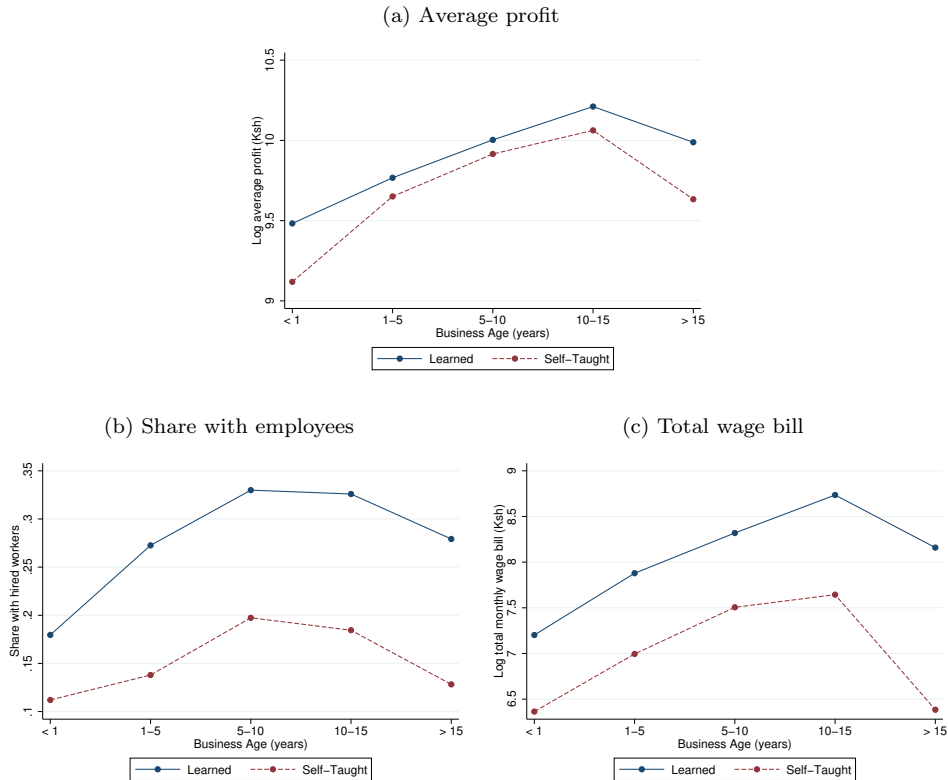 (a) Average profit
Log average profit (Ksh)
10.5
10
9.5
9
< 1
1–5
5–10
10–15
> 15
Business Age (years)
Learned
Self–Taught
(b) Share with employees
Share with hired workers
.35
.3
.25
.2
.15
.1
< 1
1–5
5–10
10–15
> 15
Business Age (years)
Learned
Self–Taught
(c) Total wage bill
Log total monthly wage bill (Ksh)
9
8.5
8
7.5
7
6.5
< 1
1–5
5–10
10–15
> 15
Business Age (years)
Learned
Self–Taught